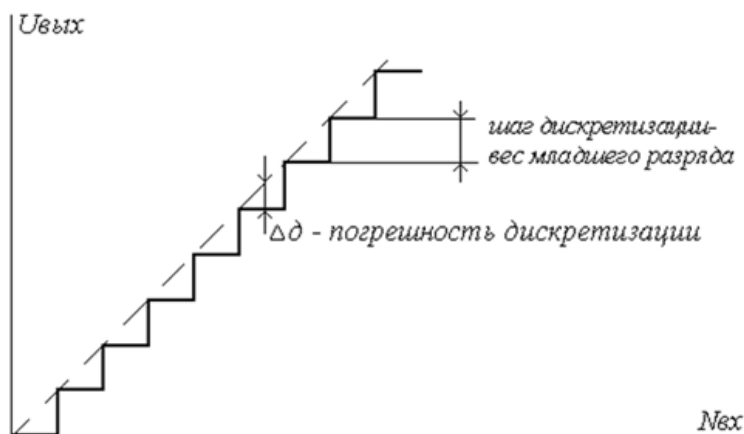 Uвых
шаг дискретизации-
вес младшего разряда
Δд - погрешность дискретизации
Nвх